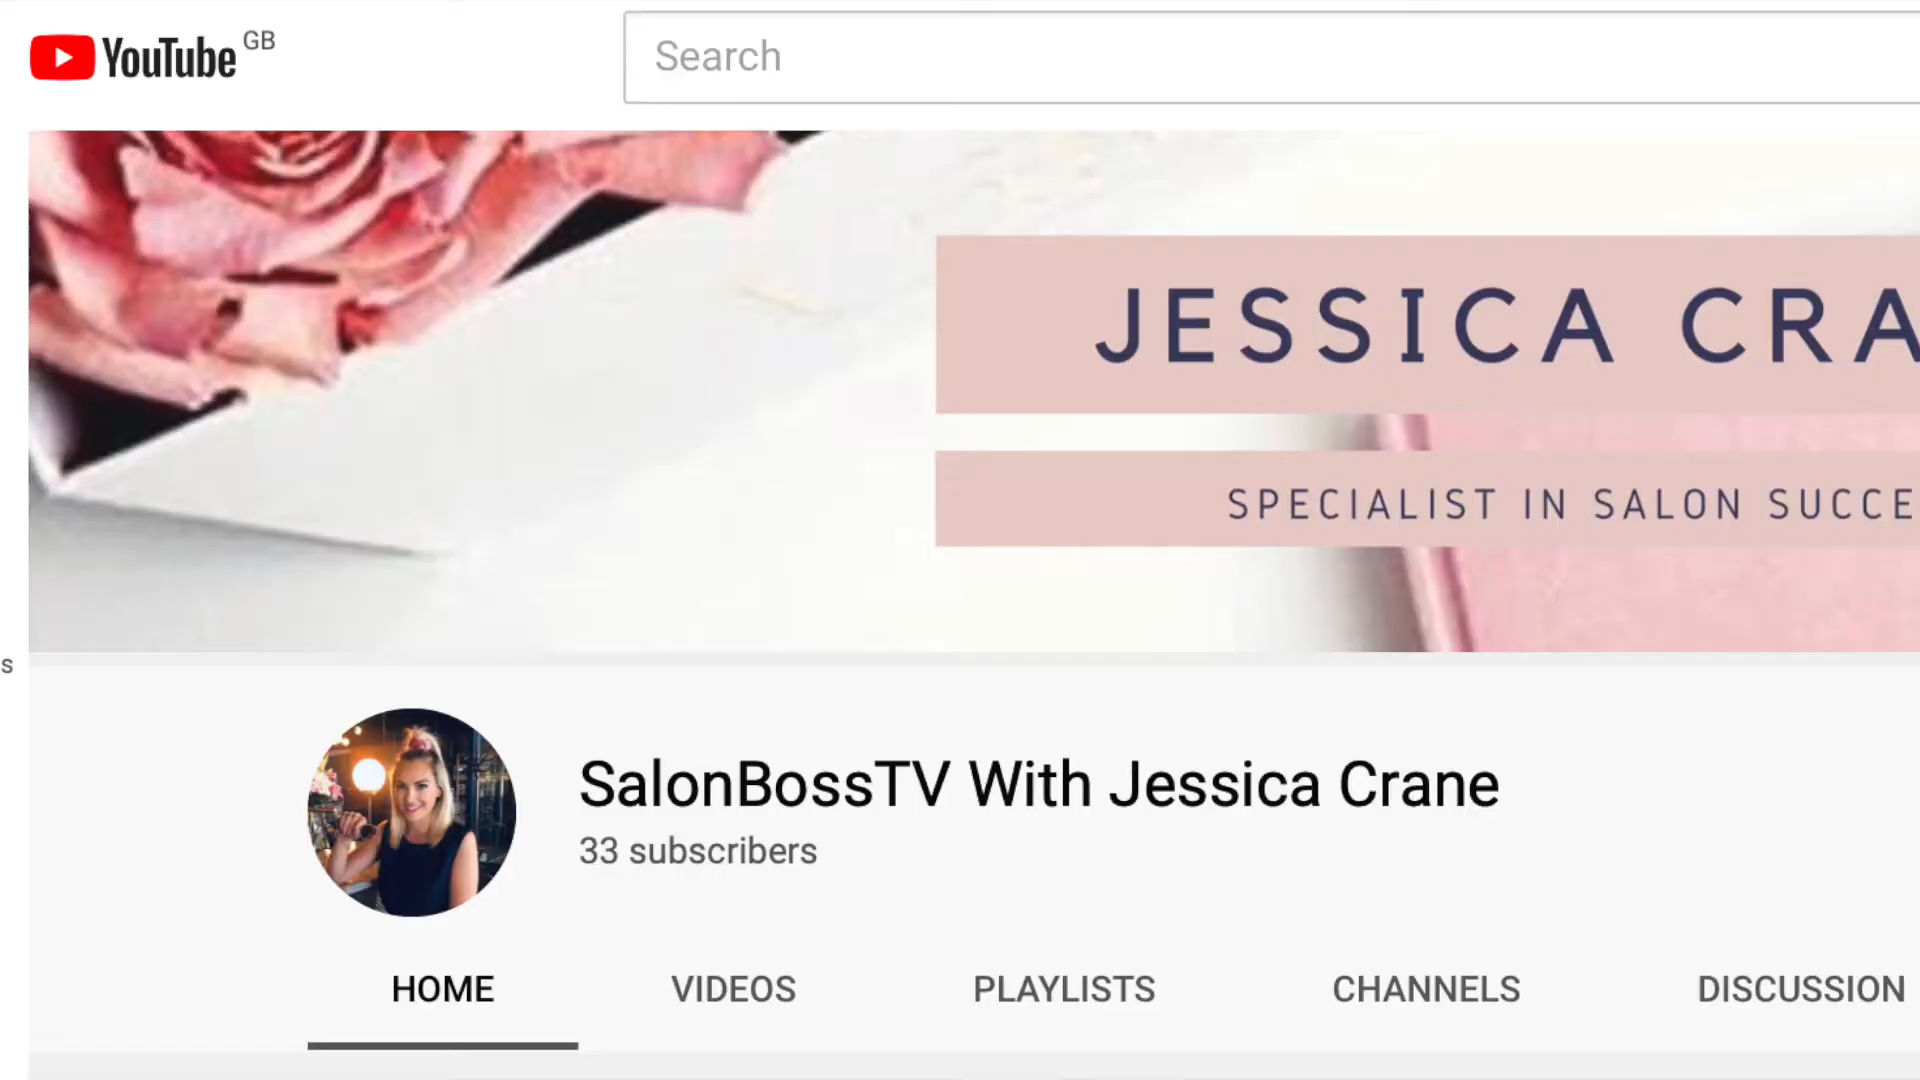 YouTube GB
Search
JESSICA CRA
SPECIALIST IN SALON SUCCE
s
SalonBossTV With Jessica Crane
33 subscribers
HOME VIDEOS PLAYLISTS CHANNELS DISCUSSION